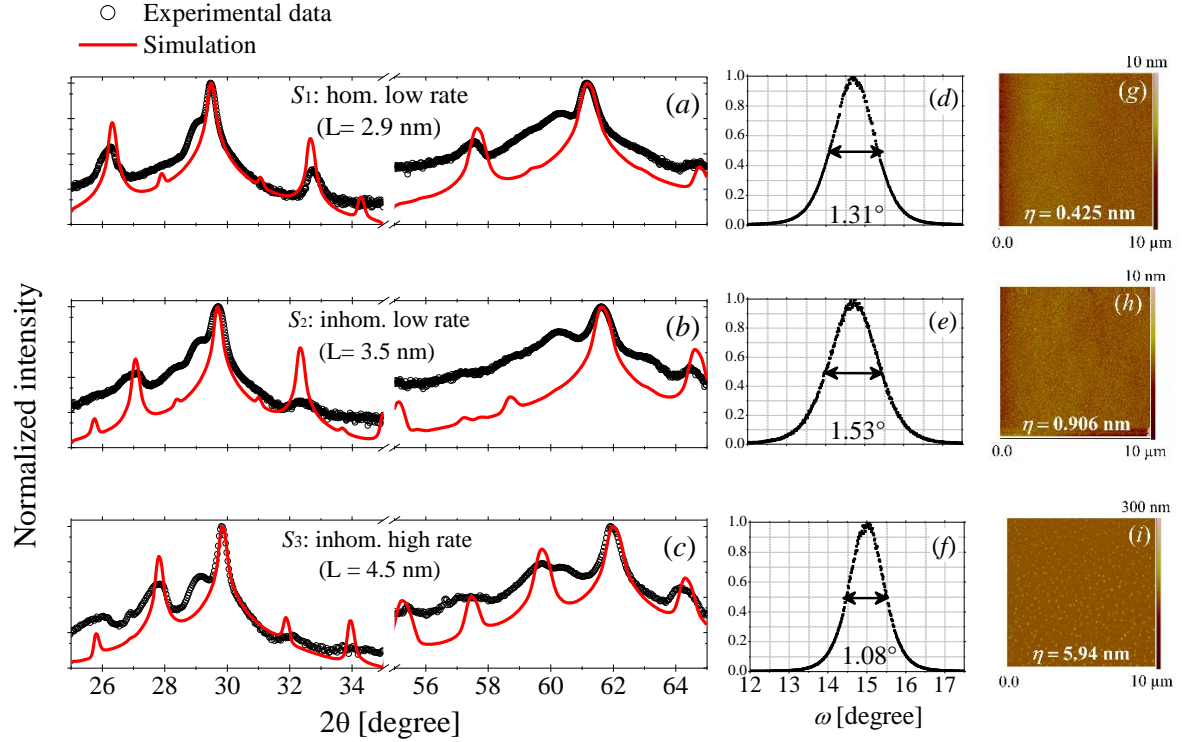 Experimental data
Simulation
S1: hom. low rate
(L= 2.9 nm)
(a)
1.0
0.8
0.6
0.4
0.2
0.0
(d)
1.31°
10 nm
(g)
η = 0.425 nm
0.0
10 μm
S2: inhom. low rate
(L= 3.5 nm)
(b)
1.0
0.8
0.6
0.4
0.2
0.0
(e)
1.53°
10 nm
(h)
η = 0.906 nm
0.0
10 μm
S3: inhom. high rate
(L = 4.5 nm)
(c)
1.0
0.8
0.6
0.4
0.2
0.0
(f)
1.08°
300 nm
(i)
η = 5.94 nm
0.0
10 μm
Normalized intensity
26 28 30 32 34 56 58 60 62 64
2θ [degree]
12 13 14 15 16 17
ω [degree]